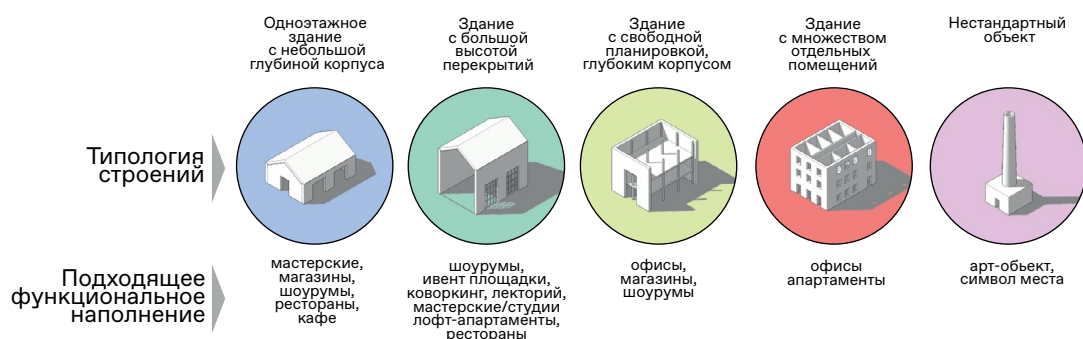 Одноэтажное
здание
с небольшой
глубиной корпуса
Здание
с большой
высотой
перекрытий
Здание
с свободной
планировкой,
глубоким корпусом
Здание
с множеством
отдельных
помещений
Нестандартный
объект
Типология
строений
Подходящее
функциональное
наполнение
мастерские,
магазины,
шоурумы,
рестораны,
кафе
шоурумы,
ивент площадки,
коворкинг, лекторий,
мастерские/студии
лофт-апартаменты,
рестораны
офисы,
магазины,
шоурумы
офисы
апартаменты
арт-обьект,
символ места